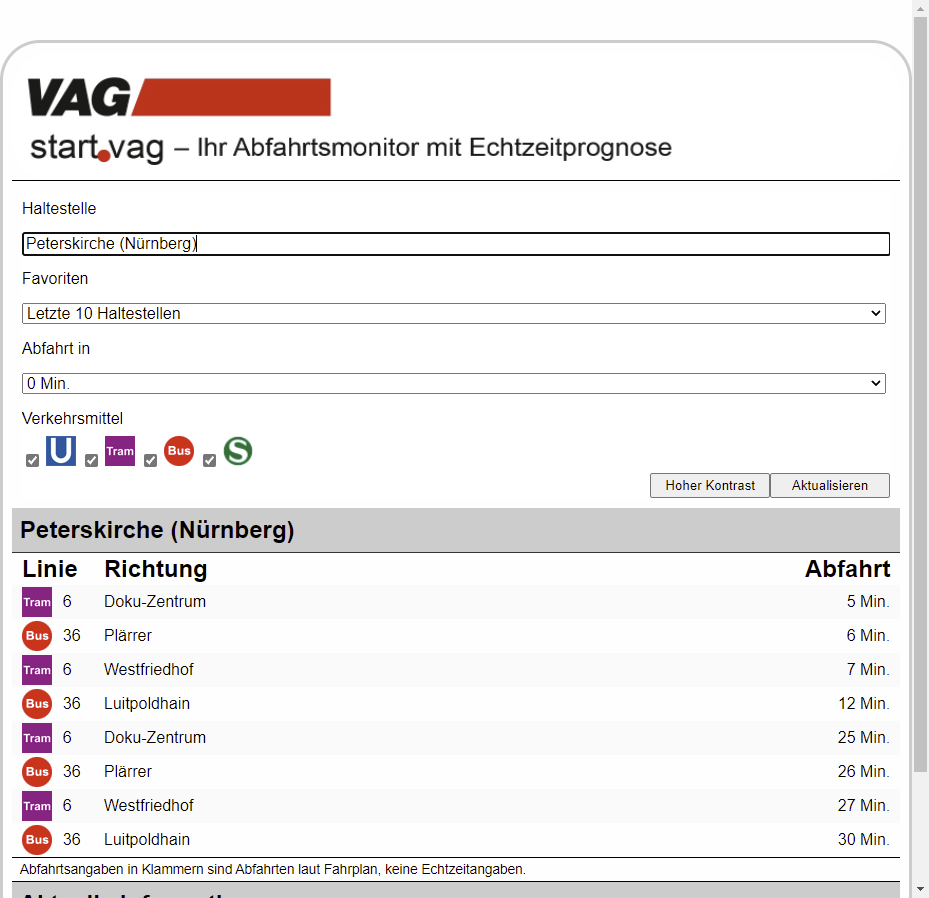 VAG
start.vag – Ihr Abfahrtsmonitor mit Echtzeitprognose
Haltestelle
Peterskirche (Nürnberg)
Favoriten
Letzte 10 Haltestellen
Abfahrt in
0 Min.
Verkehrsmittel
U Tram Bus S
Hoher Kontrast Aktualisieren
Peterskirche (Nürnberg)
Linie Richtung Abfahrt
Tram 6 Doku-Zentrum 5 Min.
Bus 36 Plärrer 6 Min.
Tram 6 Westfriedhof 7 Min.
Bus 36 Luitpoldhain 12 Min.
Tram 6 Doku-Zentrum 25 Min.
Bus 36 Plärrer 26 Min.
Tram 6 Westfriedhof 27 Min.
Bus 36 Luitpoldhain 30 Min.
Abfahrtsangaben in Klammern sind Abfahrten laut Fahrplan, keine Echtzeitangaben.